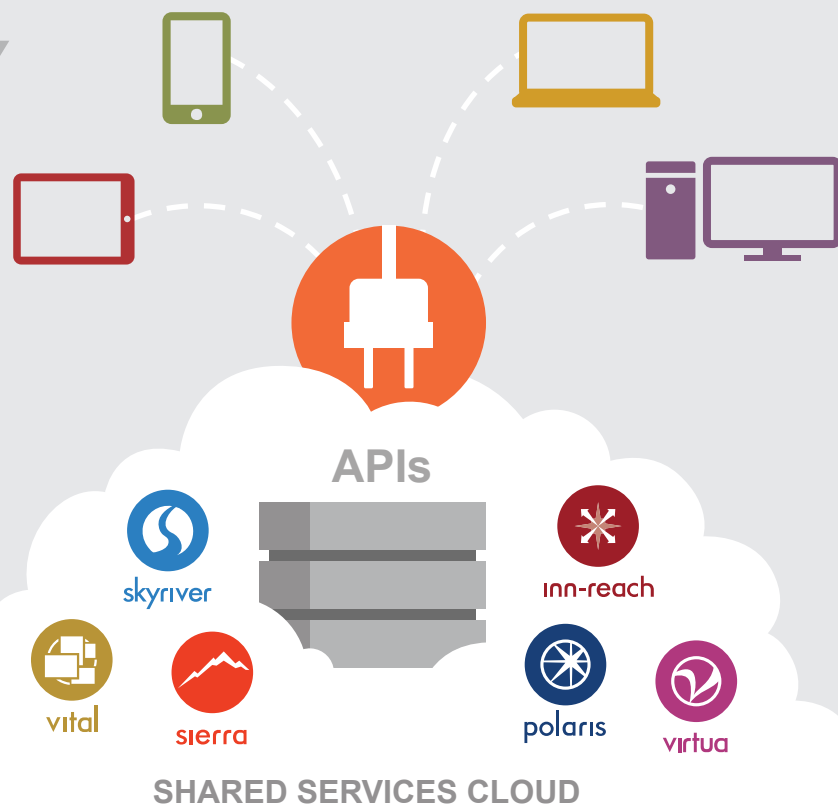 APIs
skyriver
inn-reach
vital
sierra
polaris
virtua
SHARED SERVICES CLOUD